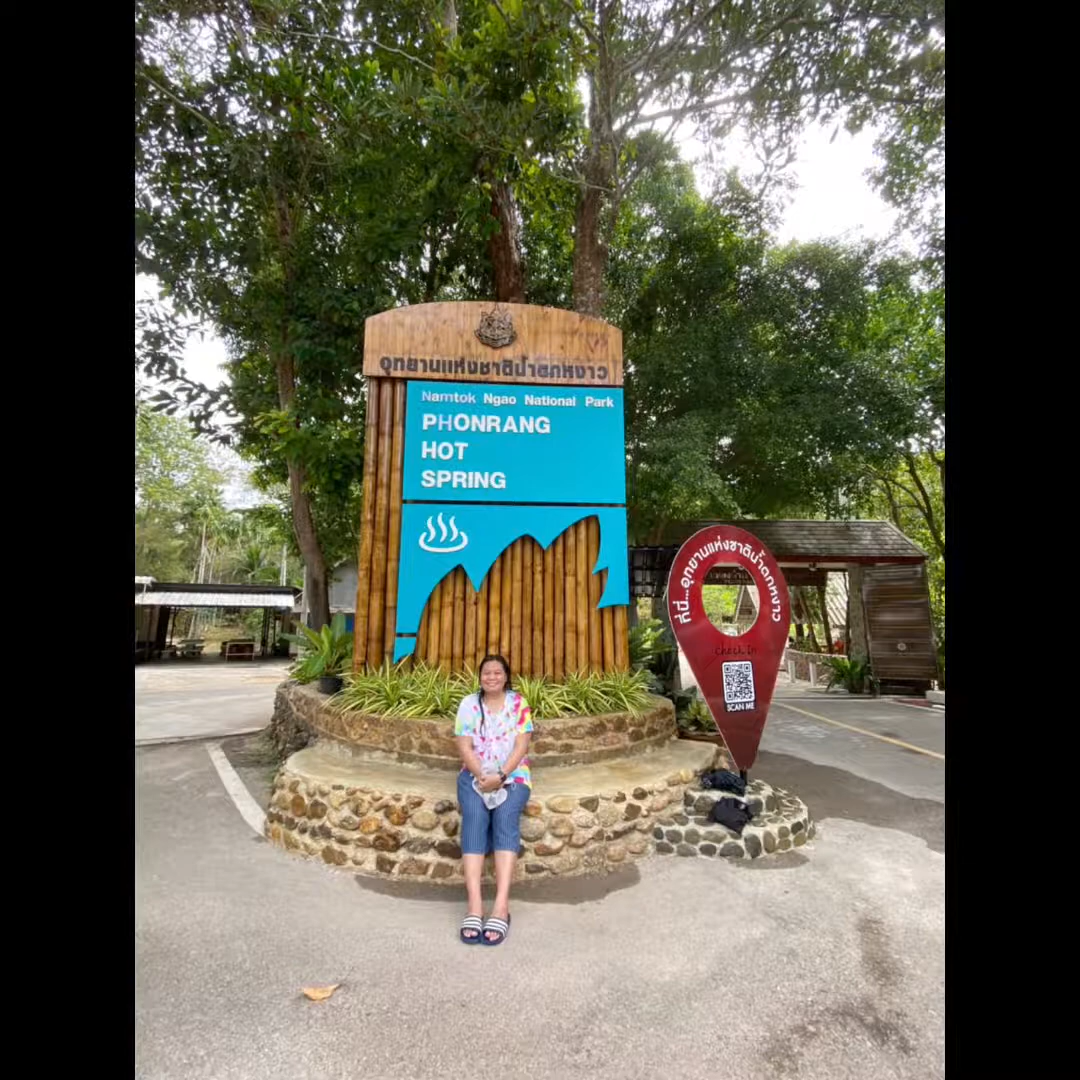 อุทยานแห่งชาติน้ำตกหงาว
Namtok Ngao National Park
PHONRANG
HOT
SPRING
ที่นี่...อุทยานแห่งชาติน้ำตกหงาว
check in
SCAN ME